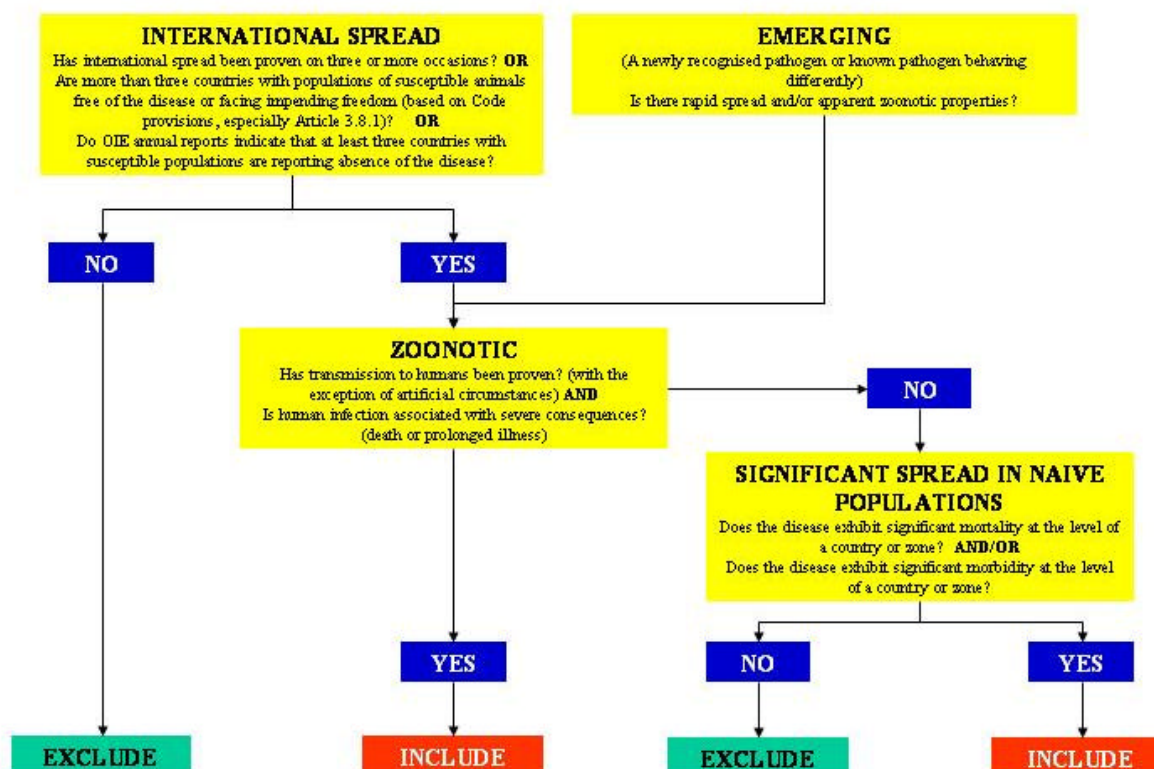 INTERNATIONAL SPREAD
Has international spread been proven on three or more occasions? OR
Are more than three countries with populations of susceptible animals
free of the disease or facing impending freedom (based on Code
provisions, especially Article 3.8.1)? OR
Do OIE annual reports indicate that at least three countries with
susceptible populations are reporting absence of the disease?
EMERGING
(A newly recognised pathogen or known pathogen behaving
differently)
Is there rapid spread and/or apparent zoonotic properties?
NO
YES
ZOONOTIC
Has transmission to humans been proven? (with the
exception of artificial circumstances) AND
Is human infection associated with severe consequences?
(death or prolonged illness)
NO
SIGNIFICANT SPREAD IN NAIVE
POPULATIONS
Does the disease exhibit significant mortality at the level of
a country or zone? AND/OR
Does the disease exhibit significant morbidity at the level
of a country or zone?
YES
NO
YES
EXCLUDE
INCLUDE
EXCLUDE
INCLUDE